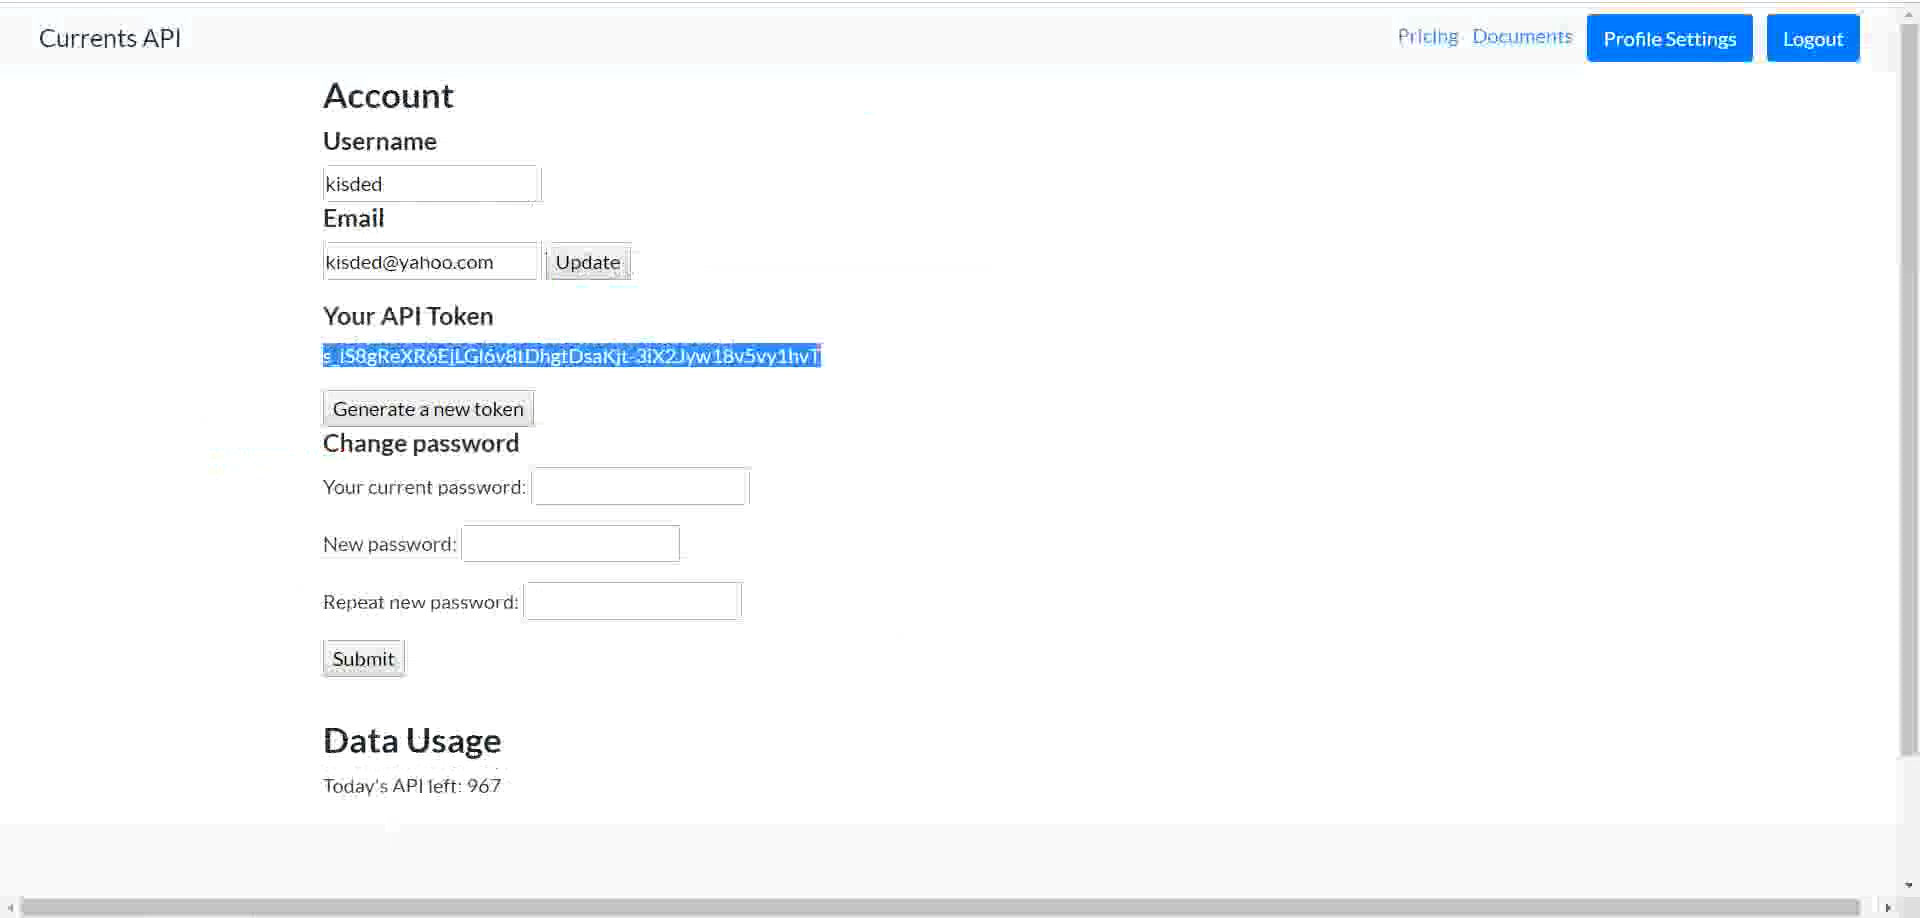 Currents API
Pricing Documents Profile Settings Logout
Account
Username
kisded
Email
kisded@yahoo.com Update
Your API Token
Generate a new token
Change password
Your current password:
New password:
Repeat new password:
Submit
Data Usage
Today's API left: 967